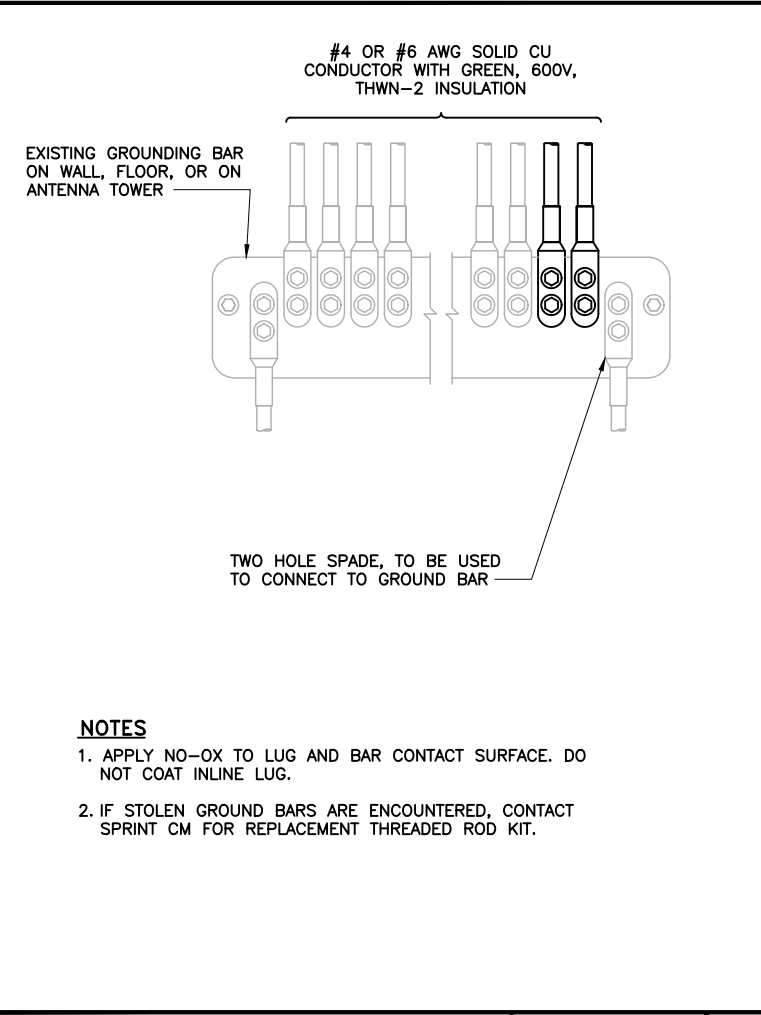 #4 OR #6 AWG SOLID CU
CONDUCTOR WITH GREEN, 600V,
THWN-2 INSULATION
EXISTING GROUNDING BAR
ON WALL, FLOOR, OR ON
ANTENNA TOWER
TWO HOLE SPADE, TO BE USED
TO CONNECT TO GROUND BAR
NOTES
1. APPLY NO-OX TO LUG AND BAR CONTACT SURFACE. DO
NOT COAT INLINE LUG.
2. IF STOLEN GROUND BARS ARE ENCOUNTERED, CONTACT
SPRINT CM FOR REPLACEMENT THREADED ROD KIT.